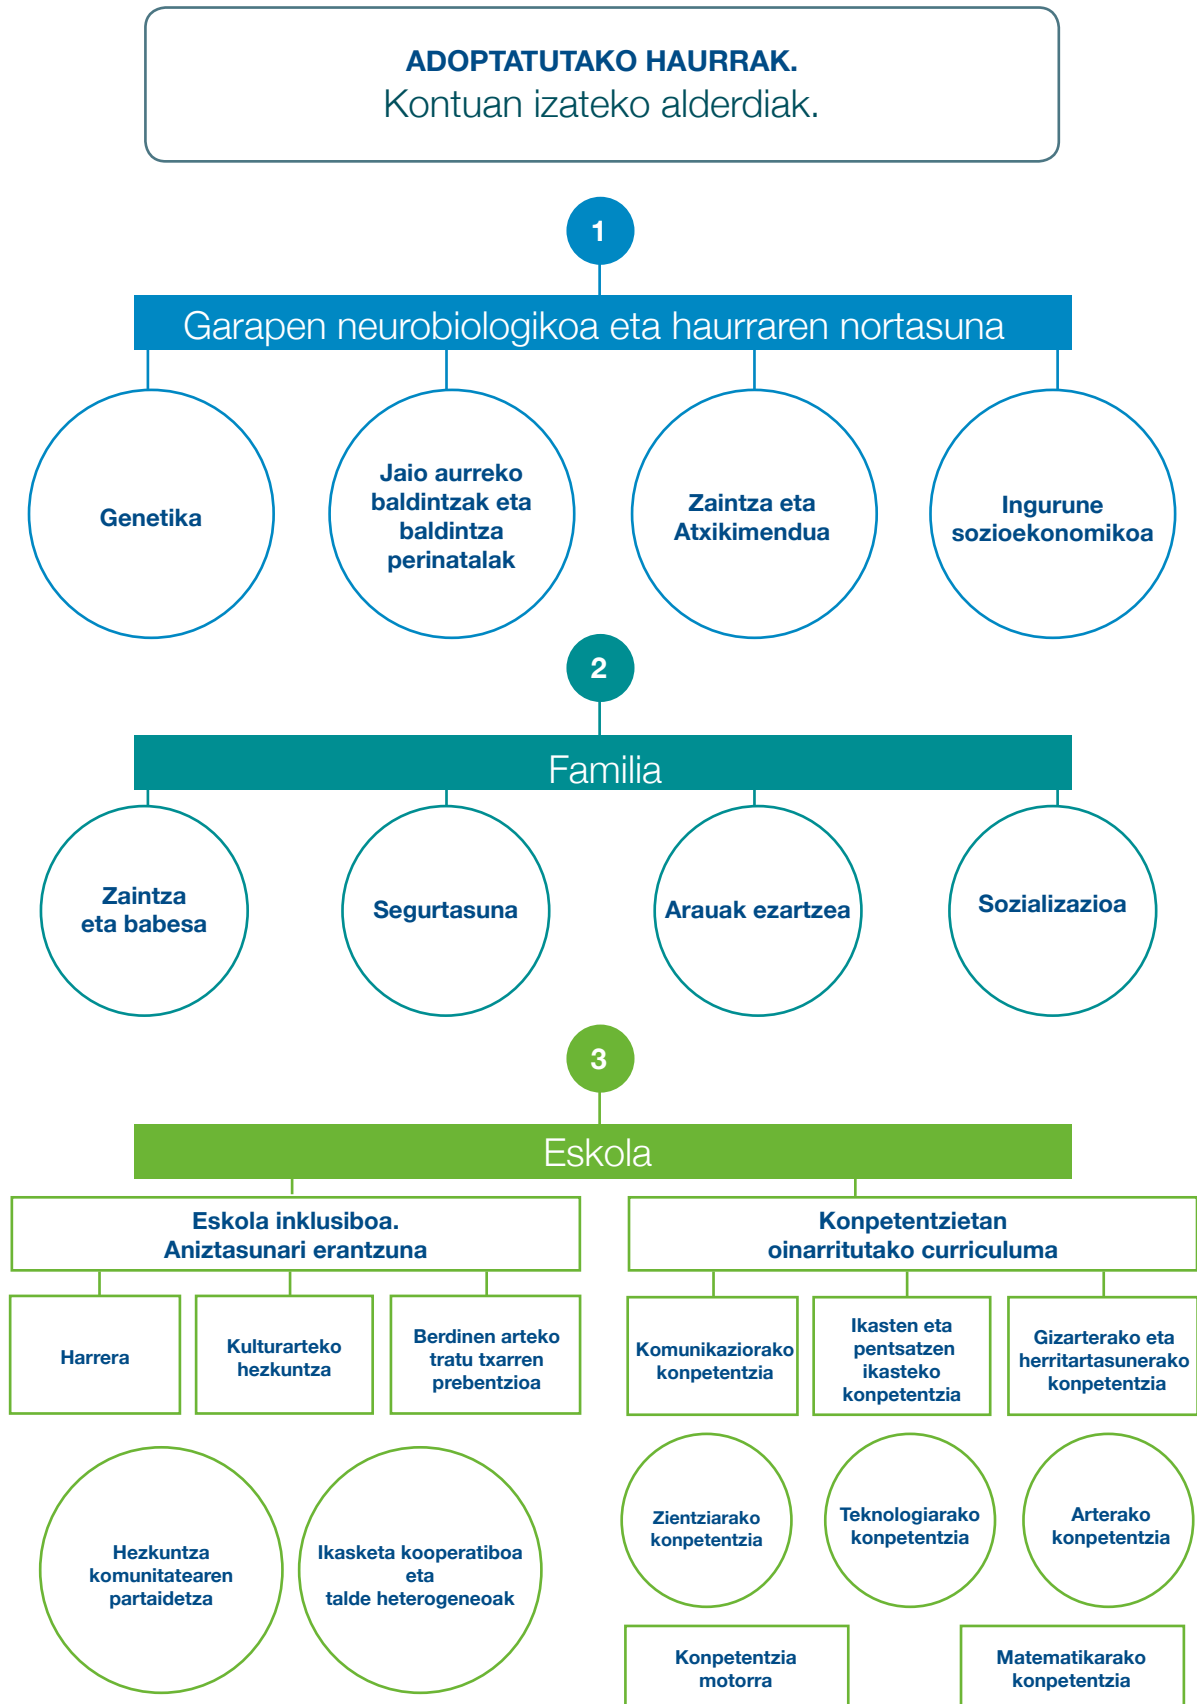 ADOPTATUTAKO HAURRAK.
Kontuan izateko alderdiak.
1
Garapen neurobiologikoa eta haurraren nortasuna
Genetika
Jaio aurreko
baldintzak eta
baldintza
perinatalak
Zaintza eta
Atxikimendua
Ingurune
sozioekonomikoa
2
Familia
Zaintza
eta babesa
Segurtasuna
Arauak ezartzea
Sozializazioa
3
Eskola
Eskola inklusiboa.
Aniztasunari erantzuna
Konpetentzietan
oinarritutako curriculuma
Harrera
Kulturarteko
hezkuntza
Berdinen arteko
tratu txarren
prebentzioa
Komunikaziorako
konpetentzia
Ikasten eta
pentsatzen
ikasteko
konpetentzia
Gizarterako eta
herritartasunerako
konpetentzia
Hezkuntza
komunitatearen
partaidetza
Ikasketa kooperatiboa
eta
talde heterogeneoak
Zientziarako
konpetentzia
Teknologiarako
konpetentzia
Arterako
konpetentzia
Konpetentzia
motorra
Matematikarako
konpetentzia